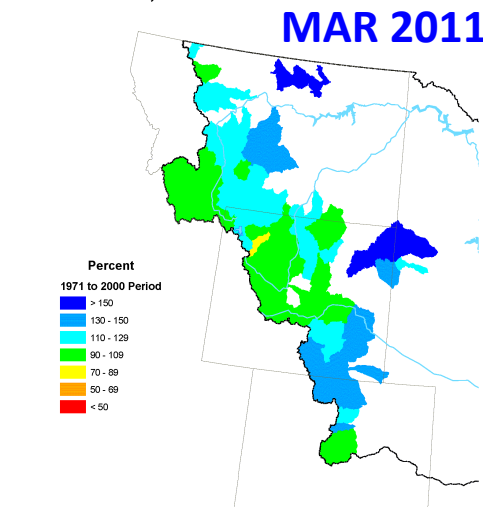 MAR 2011
Percent
1971 to 2000 Period
> 150
130 - 150
110 - 129
90 - 109
70 - 89
50 - 69
< 50